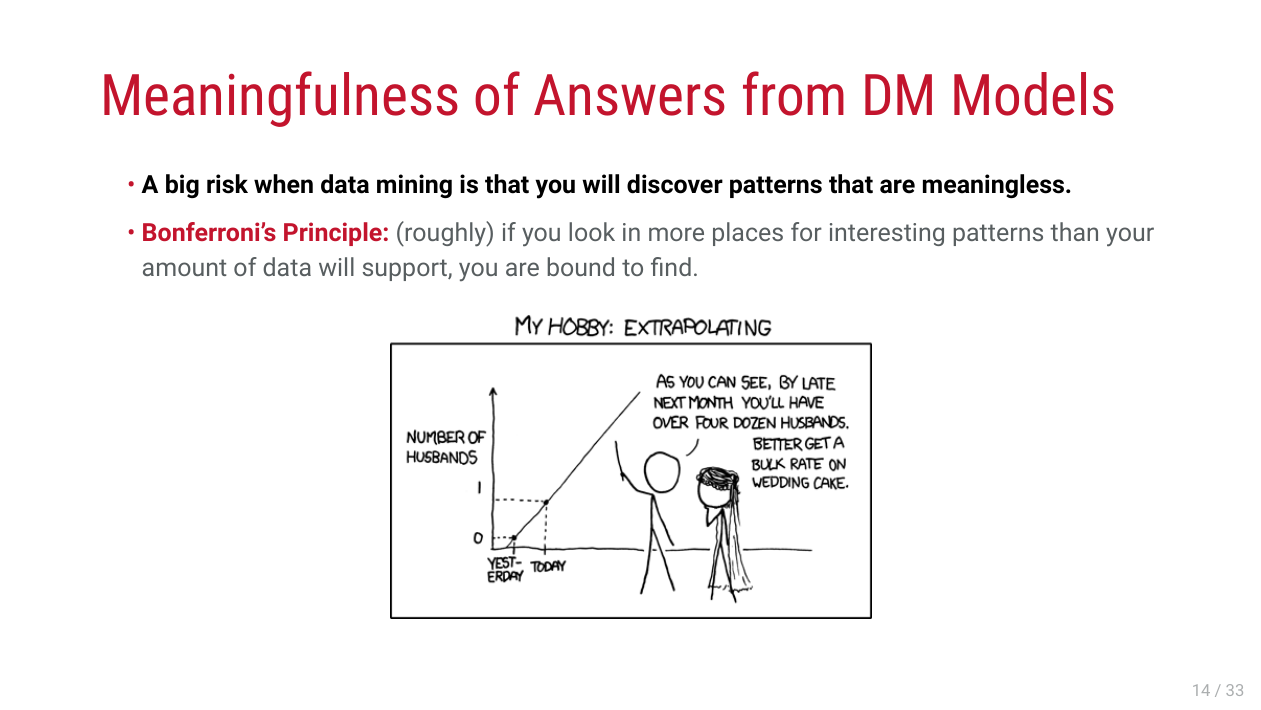 Meaningfulness of Answers from DM Models
• A big risk when data mining is that you will discover patterns that are meaningless.
• Bonferroni's Principle: (roughly) if you look in more places for interesting patterns than your
amount of data will support, you are bound to find.
MY HOBBY: EXTRAPOLATING
AS YOU CAN SEE, BY LATE
NEXT MONTH YOU'LL HAVE
OVER FOUR DOZEN HUSBANDS.
BETTER GET A
BULK RATE ON
WEDDING CAKE.
NUMBER OF
HUSBANDS
1
0
YEST-
ERDAY
TODAY
14 / 33